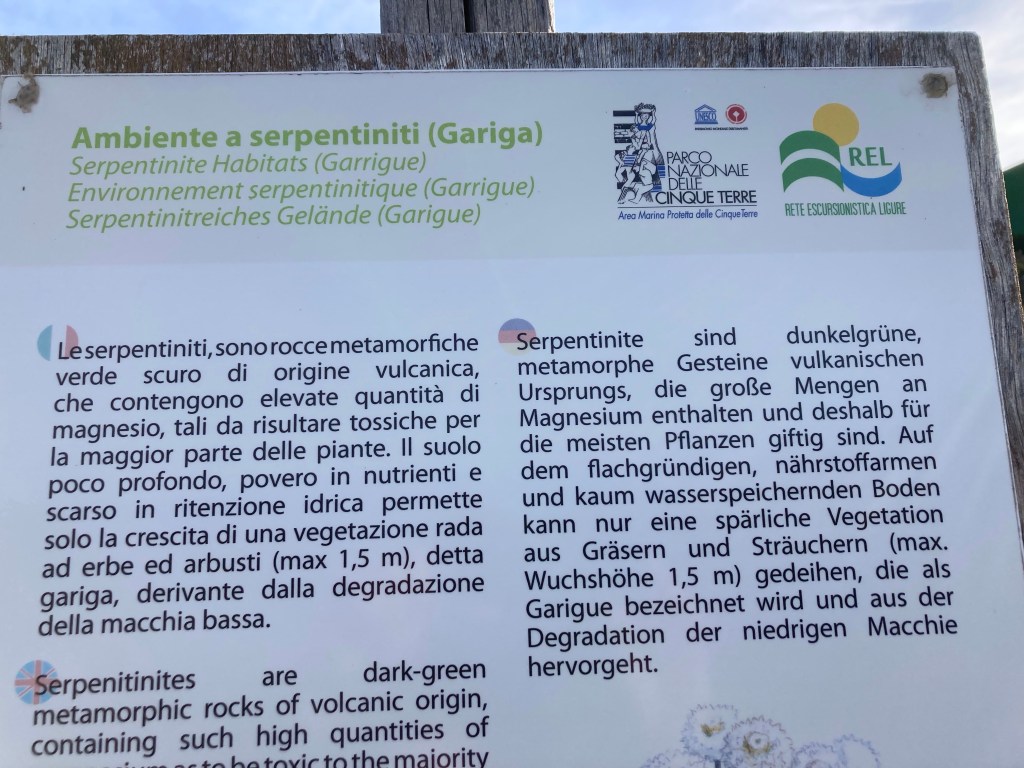 Ambiente a serpentiniti (Gariga)
Serpentinite Habitats (Garrigue)
Environnement serpentinitique (Garrigue)
Serpentinitreiches Gelände (Garigue)
UNESCO
PARCO
NAZIONALE
DELLE
CINQUE TERRE
Area Marina Protetta delle Cinque Terre
REL
RETE ESCURSIONISTICA LIGURE
Le serpentiniti, sono rocce metamorfiche
verde scuro di origine vulcanica,
che contengono elevate quantità di
magnesio, tali da risultare tossiche per
la maggior parte delle piante. Il suolo
poco profondo, povero in nutrienti e
scarso in ritenzione idrica permette
solo la crescita di una vegetazione rada
ad erbe ed arbusti (max 1,5 m), detta
gariga, derivante dalla degradazione
della macchia bassa.
Serpenitinites are dark-green
metamorphic rocks of volcanic origin,
containing such high quantities of
as to be toxic to the majority
Serpentinite sind dunkelgrüne,
metamorphe Gesteine vulkanischen
Ursprungs, die große Mengen an
Magnesium enthalten und deshalb für
die meisten Pflanzen giftig sind. Auf
dem flachgründigen, nährstoffarmen
und kaum wasserspeichernden Boden
kann nur eine spärliche Vegetation
aus Gräsern und Sträuchern (max.
Wuchshöhe 1,5 m) gedeihen, die als
Garigue bezeichnet wird und aus der
Degradation der niedrigen Macchie
hervorgeht.